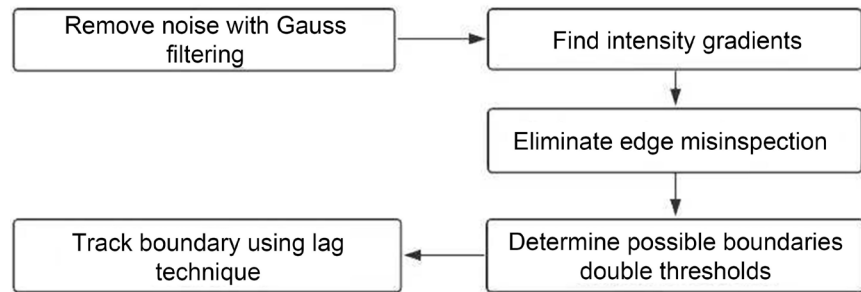 Remove noise with Gauss
filtering
Find intensity gradients
Eliminate edge misinspection
Determine possible boundaries
double thresholds
Track boundary using lag
technique